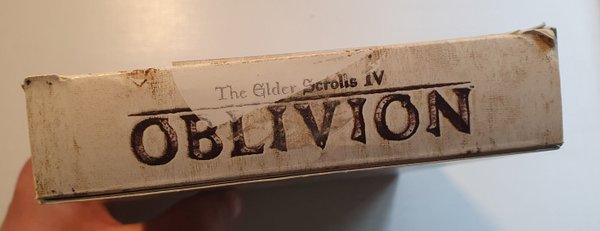 The Elder Scrolls IV
OBLIVION